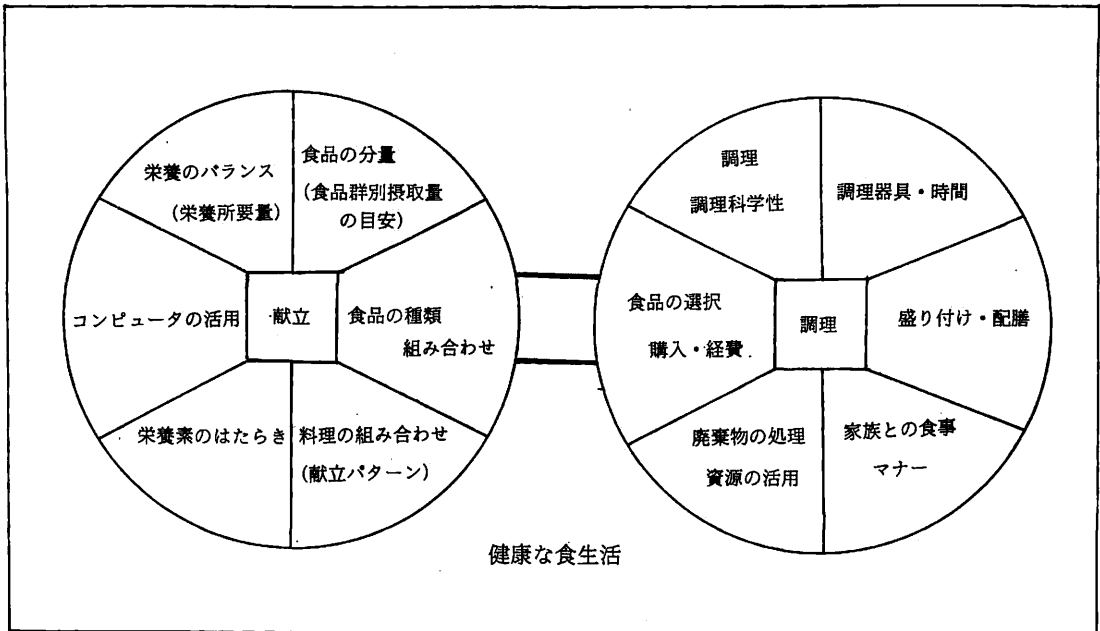 栄養のバランス
(栄養所要量)
食品の分量
(食品群別摂取量
の目安)
コンピュータの活用
献立
食品の種類
組み合わせ
栄養素のはたらき
料理の組み合わせ
(献立パターン)
調理
調理科学性
調理器具・時間
食品の選択
購入・経費
調理
盛り付け・配膳
廃棄物の処理
資源の活用
家族との食事
マナー
健康な食生活